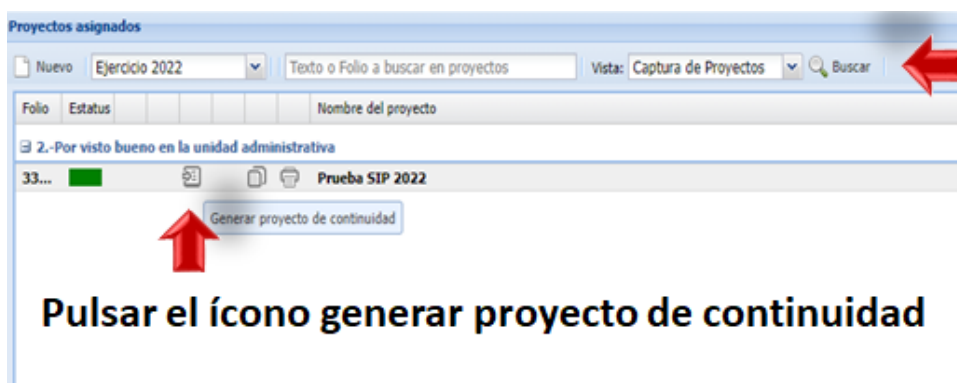 Proyectos asignados
Nuevo Ejercicio 2022 Texto o Folio a buscar en proyectos Vista: Captura de Proyectos Buscar
Folio Estatus Nombre del proyecto
2.-Por visto bueno en la unidad administrativa
33... Prueba SIP 2022
Generar proyecto de continuidad
Pulsar el ícono generar proyecto de continuidad